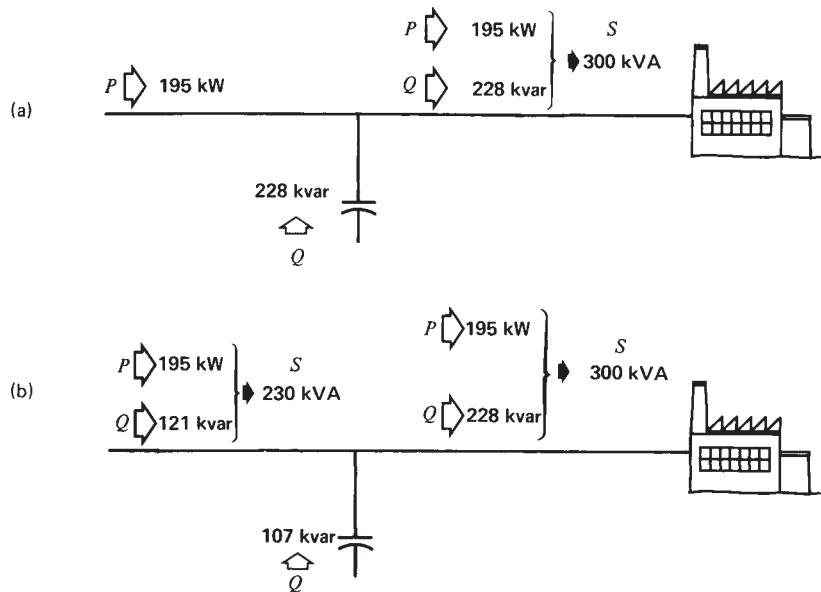 (a)
P 195 kW
P 195 kW
Q 228 kvar
S
300 kVA
228 kvar
Q
(b)
P 195 kW
Q 121 kvar
S
230 kVA
P 195 kW
Q 228 kvar
S
300 kVA
107 kvar
Q